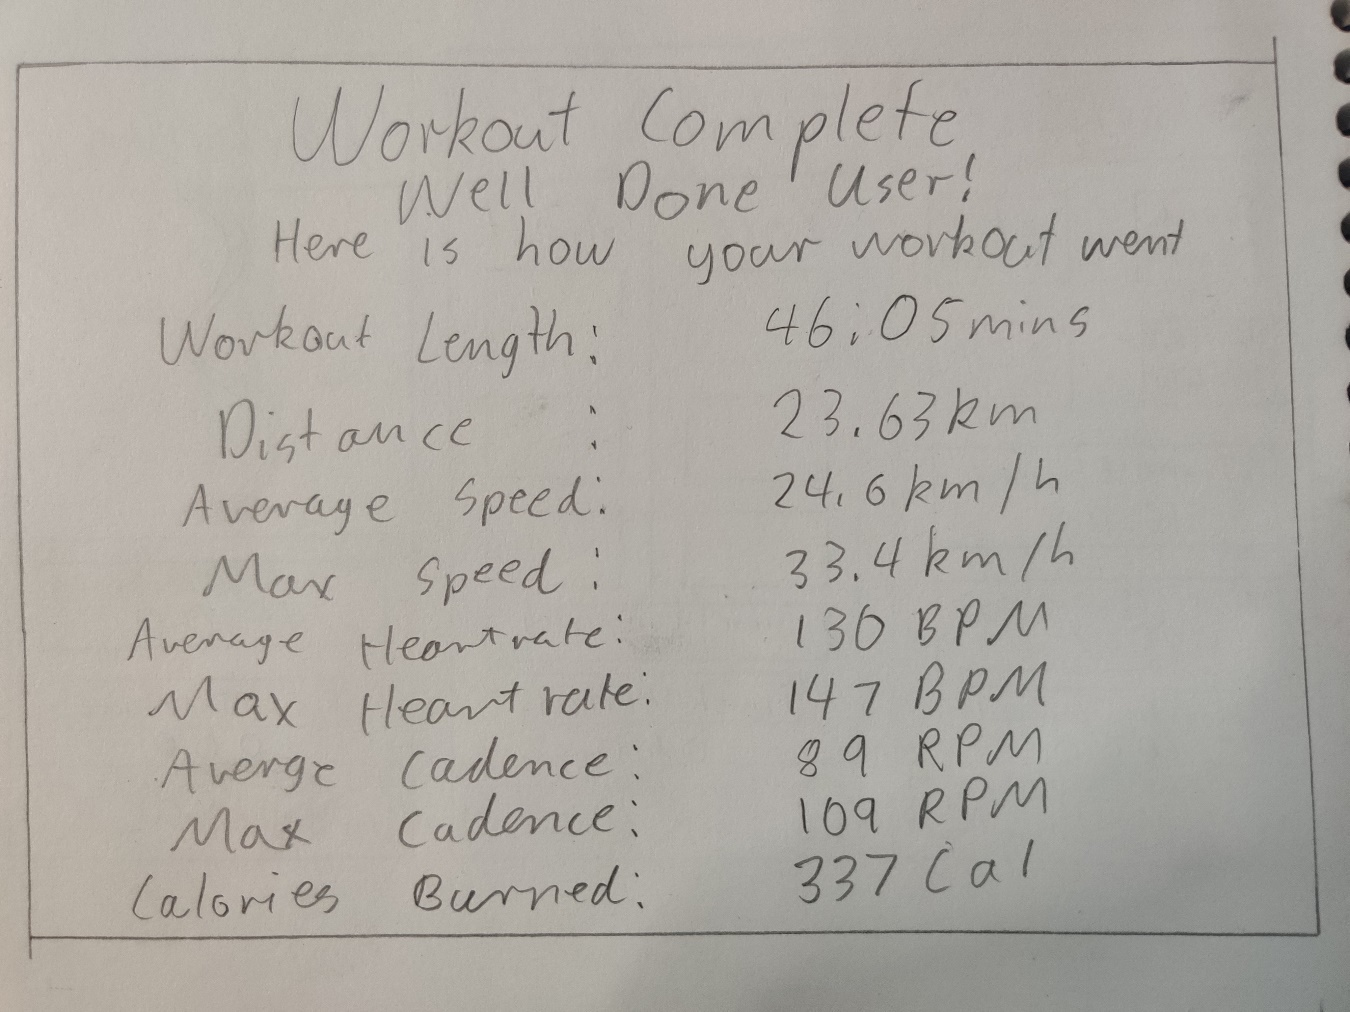 Workout Complete
Well Done User!
Here is how your workout went
Workout Length: 46:05mins
Distance : 23.63km
Average Speed: 24.6km/h
Max Speed: 33.4km/h
Average Heartrate: 130 BPM
Max Heartrate: 147 BPM
Averge Cadence: 89 RPM
Max Cadence: 109 RPM
Calories Burned: 337 Cal